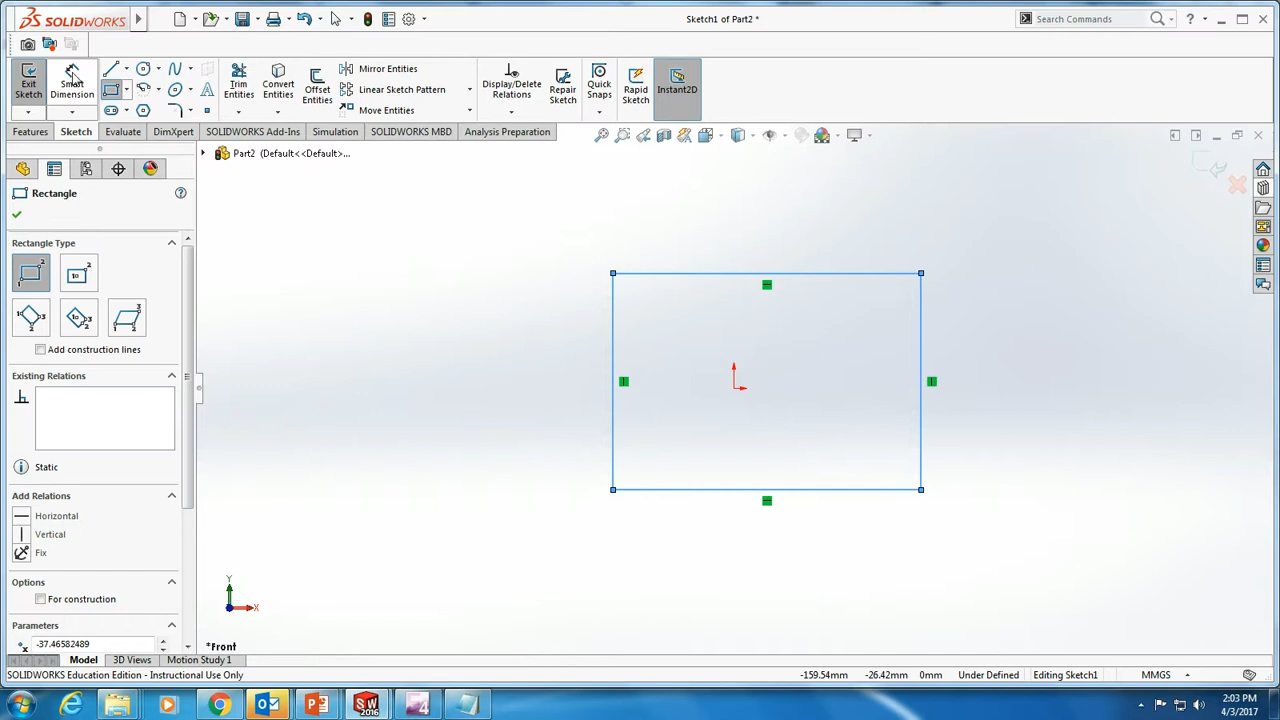 SOLIDWORKS
Sketch1 of Part2 *
Search Commands
?
Exit Sketch
Smart Dimension
Trim Entities
Convert Entities
Offset Entities
Mirror Entities
Linear Sketch Pattern
Move Entities
Display/Delete Relations
Repair Sketch
Quick Snaps
Rapid Sketch
Instant2D
Features
Sketch
Evaluate
DimXpert
SOLIDWORKS Add-Ins
Simulation
SOLIDWORKS MBD
Analysis Preparation
Part2 (Default<<Default>...
Rectangle
Rectangle Type
Add construction lines
Existing Relations
Static
Add Relations
Horizontal
Vertical
Fix
Options
For construction
Parameters
-37.46582489
Y
X
*Front
Model
3D Views
Motion Study 1
SOLIDWORKS Education Edition - Instructional Use Only
-159.54mm
-26.42mm
0mm
Under Defined
Editing Sketch1
MMGS
SW
2016
4
2:03 PM
4/3/2017